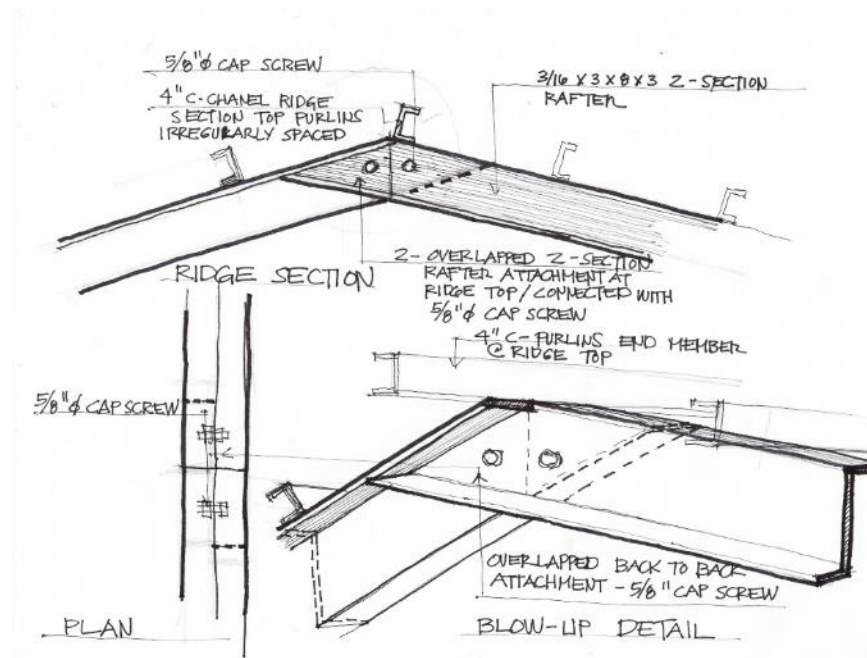 5/8"ϕ CAP SCREW
4" C-CHANEL RIDGE
SECTION TOP PURLINS
IRREGULARLY SPACED
3/16 X 3 X 8 X 3 Z-SECTION
RAFTER
RIDGE SECTION
2- OVERLAPPED Z-SECTION
RAFTER ATTACHMENT AT
RIDGE TOP/CONNECTED WITH
5/8"ϕ CAP SCREW
4" C-PURLINS END MEMBER
@ RIDGE TOP
5/8"ϕ CAP SCREW
OVERLAPPED BACK TO BACK
ATTACHMENT - 5/8" CAP SCREW
PLAN
BLOW-UP DETAIL